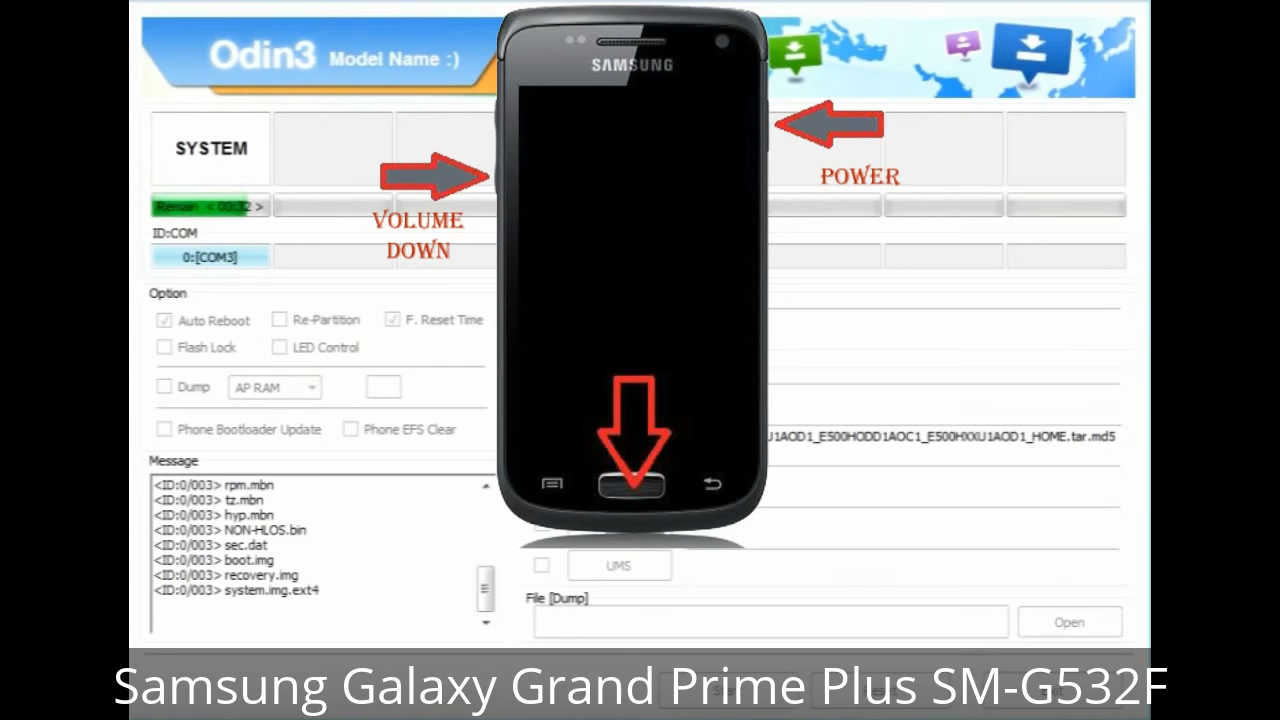 Odin3 Model Name :)
SAMSUNG
SYSTEM
POWER
Remain < 00:32 >
VOLUME
DOWN
ID:COM
0:[COM3]
Option
Auto Reboot Re-Partition F. Reset Time
Flash Lock LED Control
Dump AP RAM
Phone Bootloader Update Phone EFS Clear
U1AOD1_E500HODD1AOC1_E500HXXU1AOD1_HOME.tar.md5
Message
<ID:0/003> rpm.mbn
<ID:0/003> tz.mbn
<ID:0/003> hyp.mbn
<ID:0/003> NON-HLOS.bin
<ID:0/003> sec.dat
<ID:0/003> boot.img
<ID:0/003> recovery.img
<ID:0/003> system.img.ext4
UMS
File [Dump]
Open
Samsung Galaxy Grand Prime Plus SM-G532F